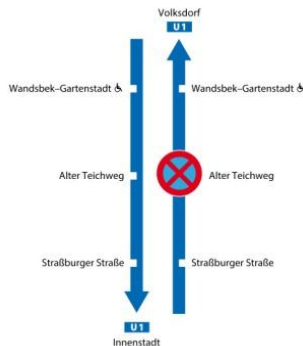 Volksdorf
U1
Wandsbek–Gartenstadt
Wandsbek–Gartenstadt
Alter Teichweg
Alter Teichweg
Straßburger Straße
Straßburger Straße
U1
Innenstadt